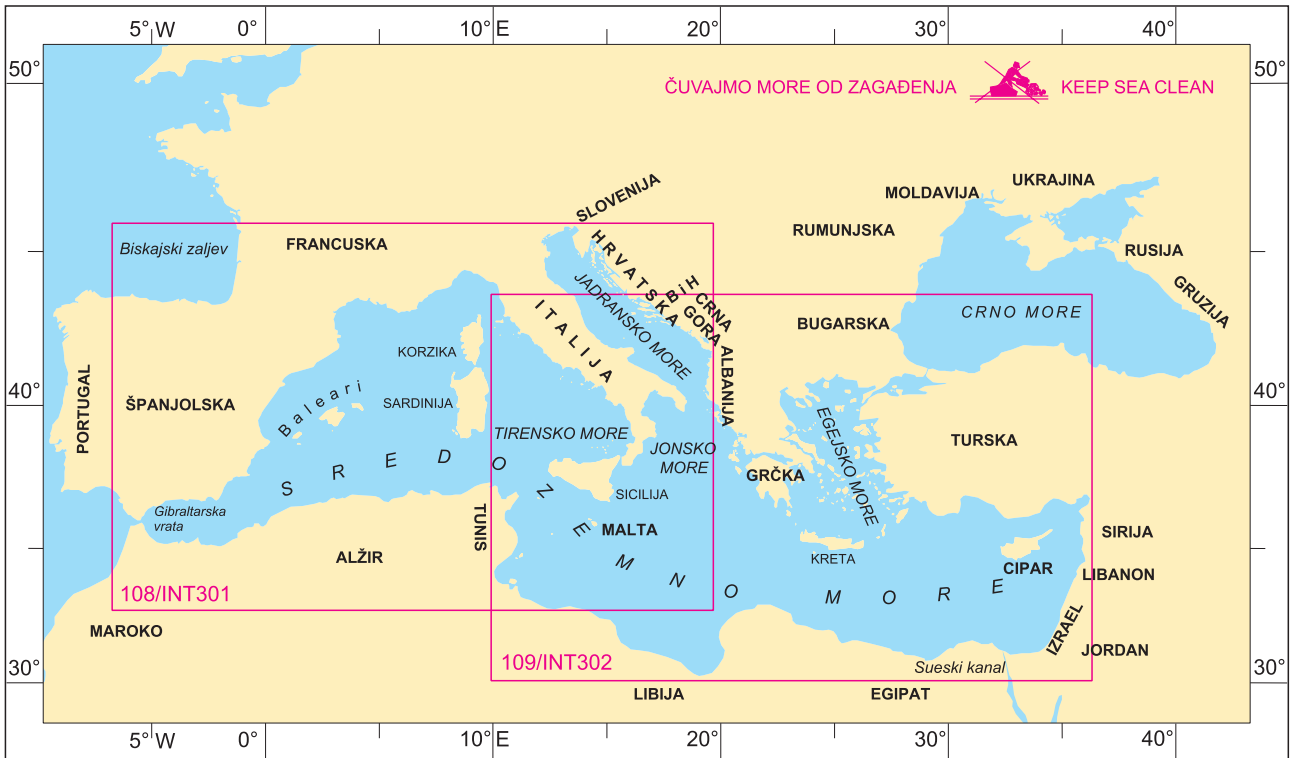 5° W 0° 10° E 20° 30° 40°
50° 50°
ČUVAJMO MORE OD ZAGAĐENJA KEEP SEA CLEAN
UKRAJINA
MOLDAVIJA
SLOVENIJA
RUMUNJSKA
FRANCUSKA
Biskajski zaljev
RUSIJA
HRVATSKA
BiH
GRUZIJA
CRNA
GORA
JADRANSKO MORE
ITALIJA
CRNO MORE
BUGARSKA
KORZIKA
ALBANIJA
40° 40°
PORTUGAL
ŠPANJOLSKA
Baleari
SARDINIJA
EGEJSKO MORE
TIRENSKO MORE
TURSKA
JONSKO
MORE
GRČKA
SREDOZEMNO MORE
SICILIJA
Gibraltarska
vrata
TUNIS
MALTA
SIRIJA
ALŽIR
KRETA
CIPAR
LIBANON
108/INT301
IZRAEL
MAROKO
JORDAN
109/INT302
Sueski kanal
30° 30°
LIBIJA
EGIPAT
5° W 0° 10° E 20° 30° 40°